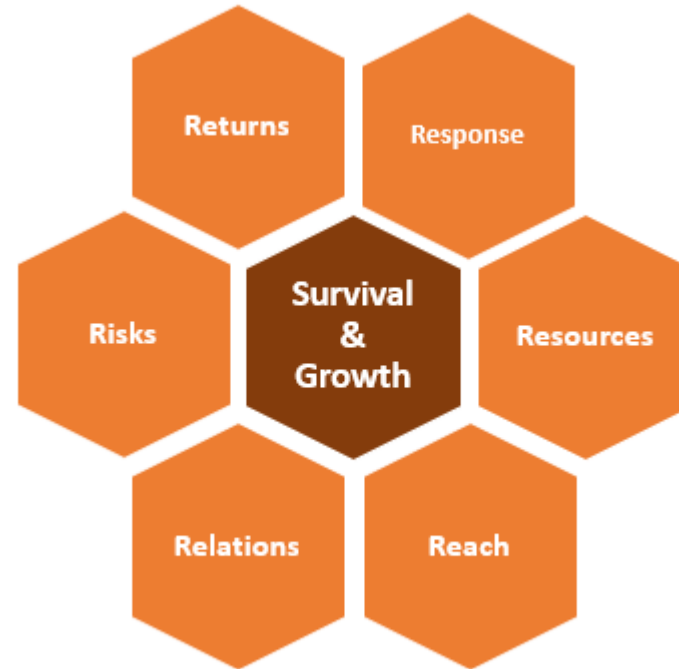 Returns
Response
Risks
Survival
&
Growth
Resources
Relations
Reach